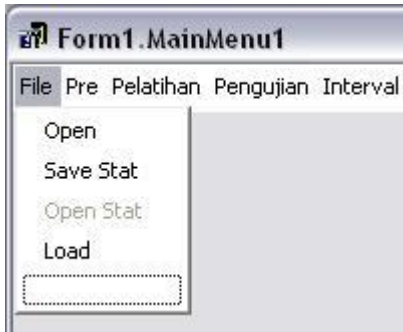 Form1.MainMenu1
File Pre Pelatihan Pengujian Interval
Open
Save Stat
Open Stat
Load